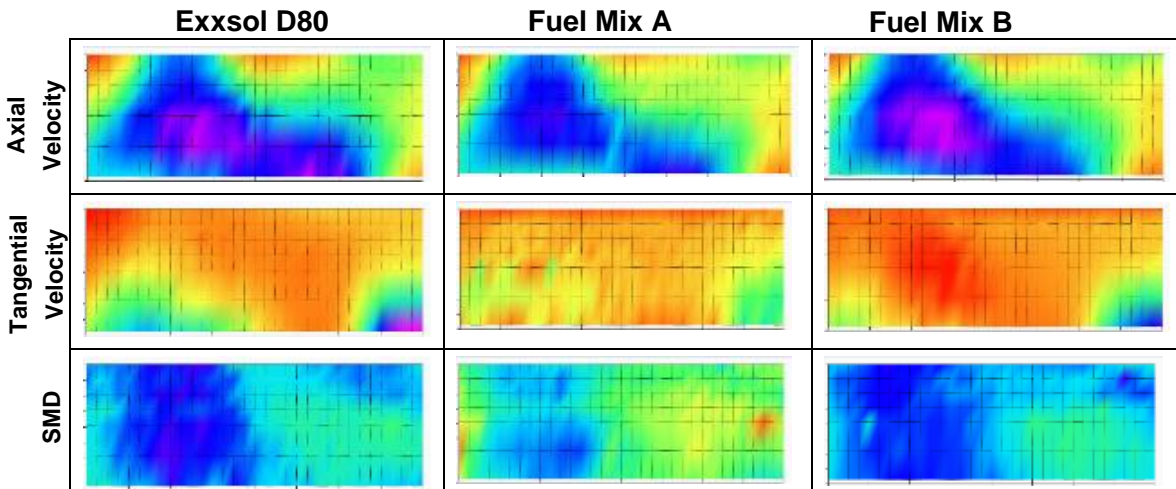 Exxsol D80
Fuel Mix A
Fuel Mix B
Axial
Velocity
Tangential
Velocity
SMD